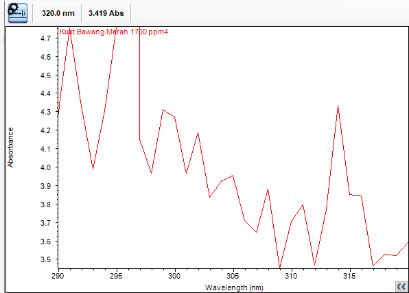 320.0 nm 3.419 Abs
Kulit Bawang Merah 1700 ppm4
4.7
4.6
4.5
4.4
4.3
4.2
4.1
4.0
3.9
3.8
3.7
3.6
3.5
Absorbance
290 295 300 305 310 315
Wavelength (nm)